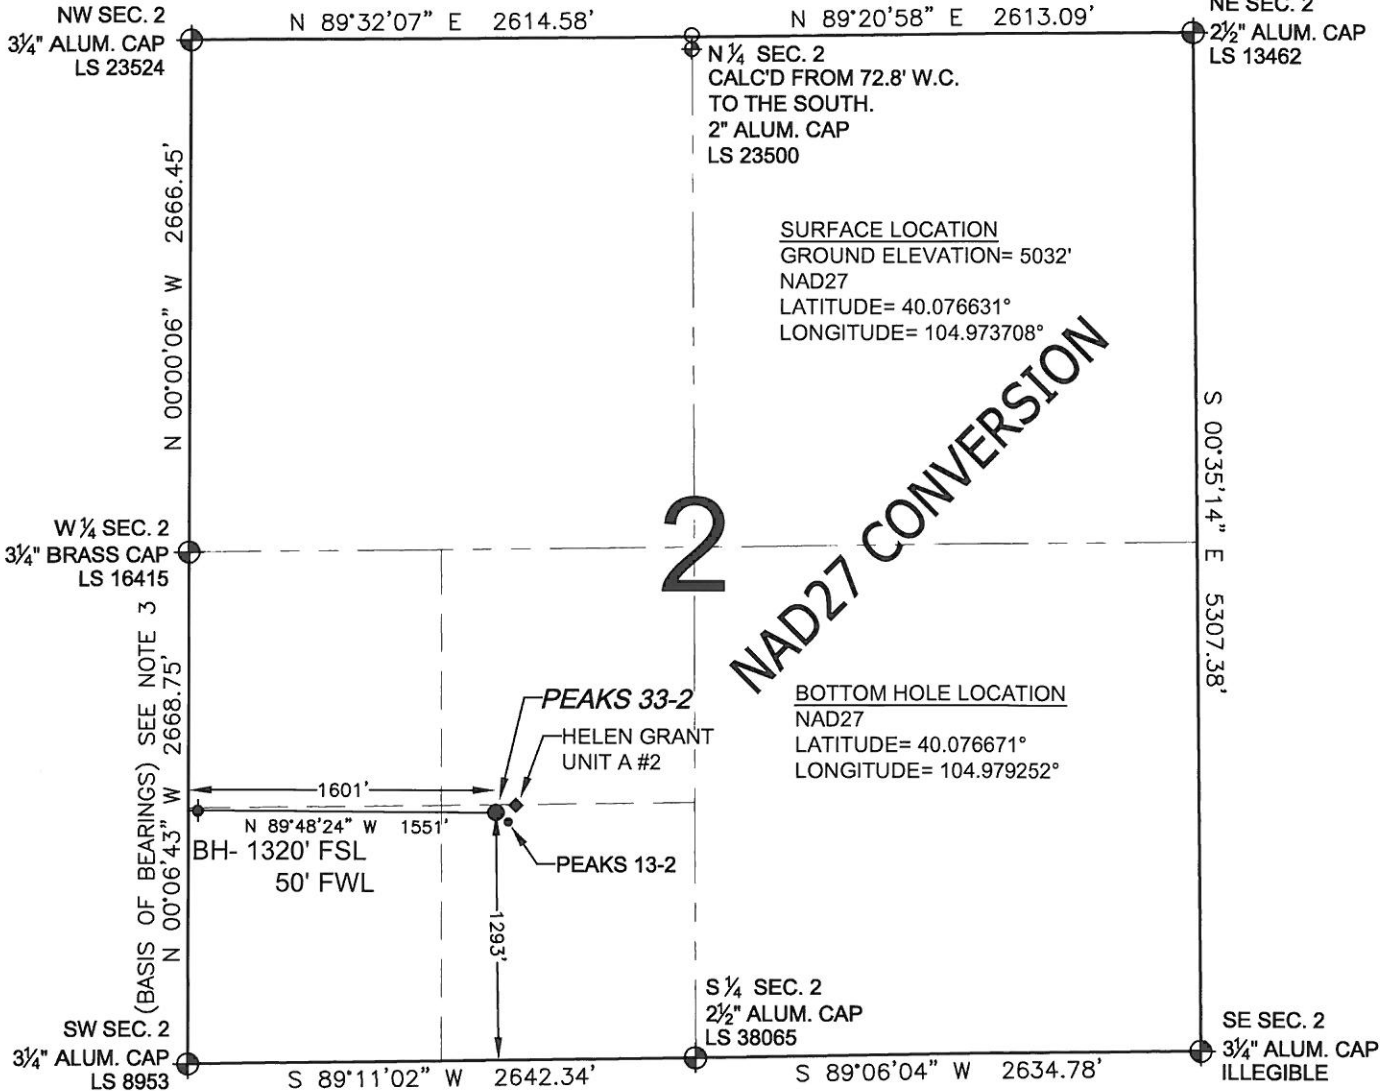 NW SEC. 2
3¼" ALUM. CAP
LS 23524
N 89°32'07" E 2614.58'
N 89°20'58" E 2613.09'
NE SEC. 2
2½" ALUM. CAP
LS 13462
N ¼ SEC. 2
CALC'D FROM 72.8' W.C.
TO THE SOUTH.
2" ALUM. CAP
LS 23500
N 00°00'06" W 2666.45'
SURFACE LOCATION
GROUND ELEVATION= 5032'
NAD27
LATITUDE= 40.076631°
LONGITUDE= 104.973708°
NAD27 CONVERSION
S 00°35'14" E 5307.38'
W ¼ SEC. 2
3¼" BRASS CAP
LS 16415
2
(BASIS OF BEARINGS) SEE NOTE 3
N 00°06'43" W 2668.75'
PEAKS 33-2
HELEN GRANT
UNIT A #2
BOTTOM HOLE LOCATION
NAD27
LATITUDE= 40.076671°
LONGITUDE= 104.979252°
1601'
N 89°48'24" W 1551'
BH- 1320' FSL
50' FWL
PEAKS 13-2
1293'
SW SEC. 2
3¼" ALUM. CAP
LS 8953
S 89°11'02" W 2642.34'
S ¼ SEC. 2
2½" ALUM. CAP
LS 38065
S 89°06'04" W 2634.78'
SE SEC. 2
3¼" ALUM. CAP
ILLEGIBLE